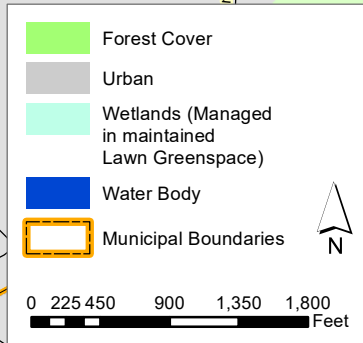 Forest Cover
Urban
Wetlands (Managed
in maintained
Lawn Greenspace)
Water Body
Municipal Boundaries
N
0 225 450 900 1,350 1,800
Feet